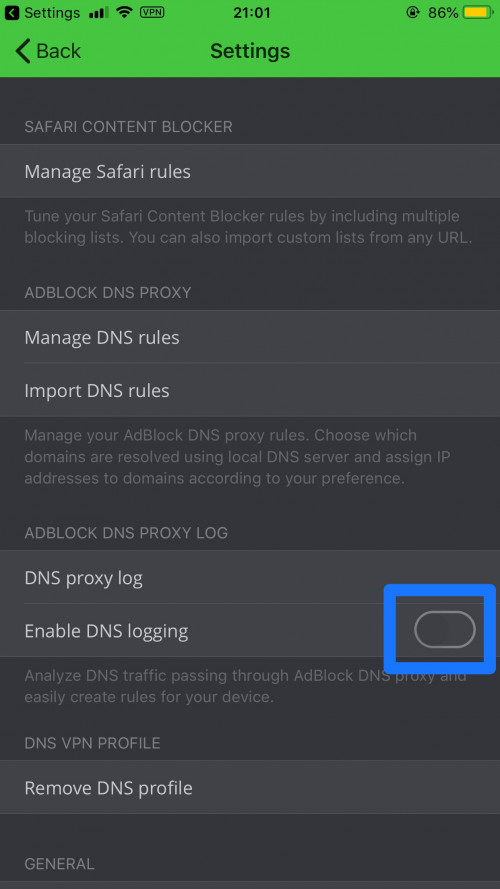 Settings VPN 21:01 86%
Back Settings
SAFARI CONTENT BLOCKER
Manage Safari rules
Tune your Safari Content Blocker rules by including multiple
blocking lists. You can also import custom lists from any URL.
ADBLOCK DNS PROXY
Manage DNS rules
Import DNS rules
Manage your AdBlock DNS proxy rules. Choose which
domains are resolved using local DNS server and assign IP
addresses to domains according to your preference.
ADBLOCK DNS PROXY LOG
DNS proxy log
Enable DNS logging
Analyze DNS traffic passing through AdBlock DNS proxy and
easily create rules for your device.
DNS VPN PROFILE
Remove DNS profile
GENERAL